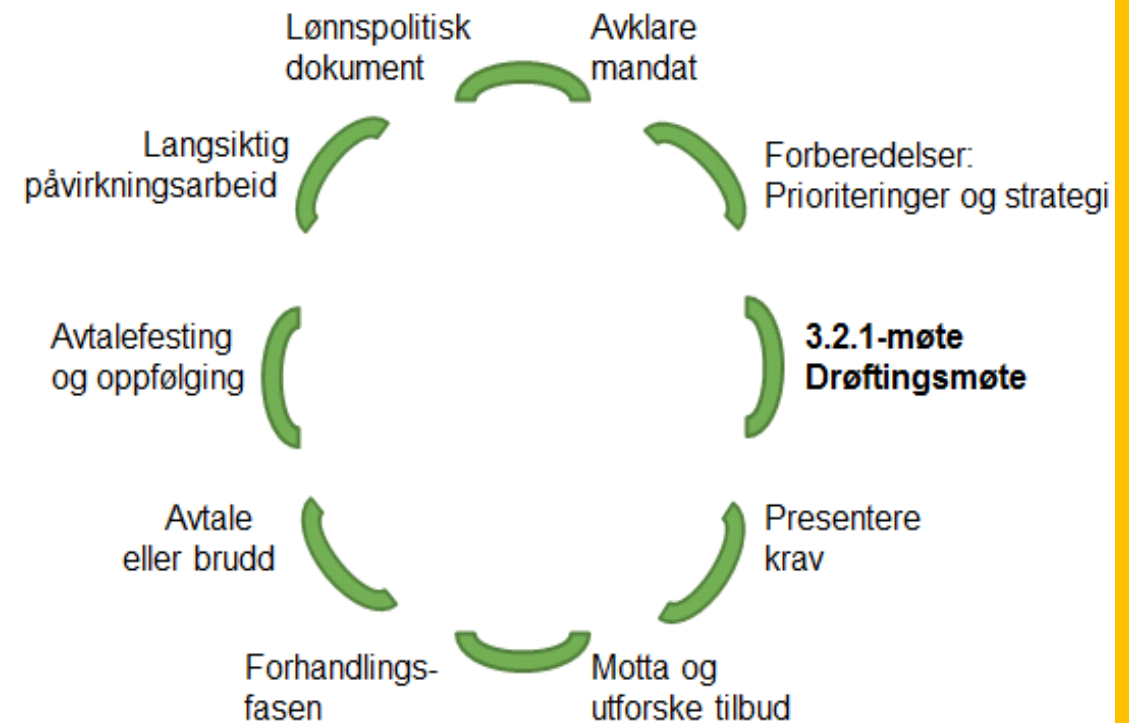 Lønnspolitisk
dokument
Avklare
mandat
Forberedelser:
Prioriteringer og strategi
3.2.1-møte
Drøftingsmøte
Presentere
krav
Motta og
utforske tilbud
Forhandlings-
fasen
Avtale
eller brudd
Avtalefesting
og oppfølging
Langsiktig
påvirkningsarbeid